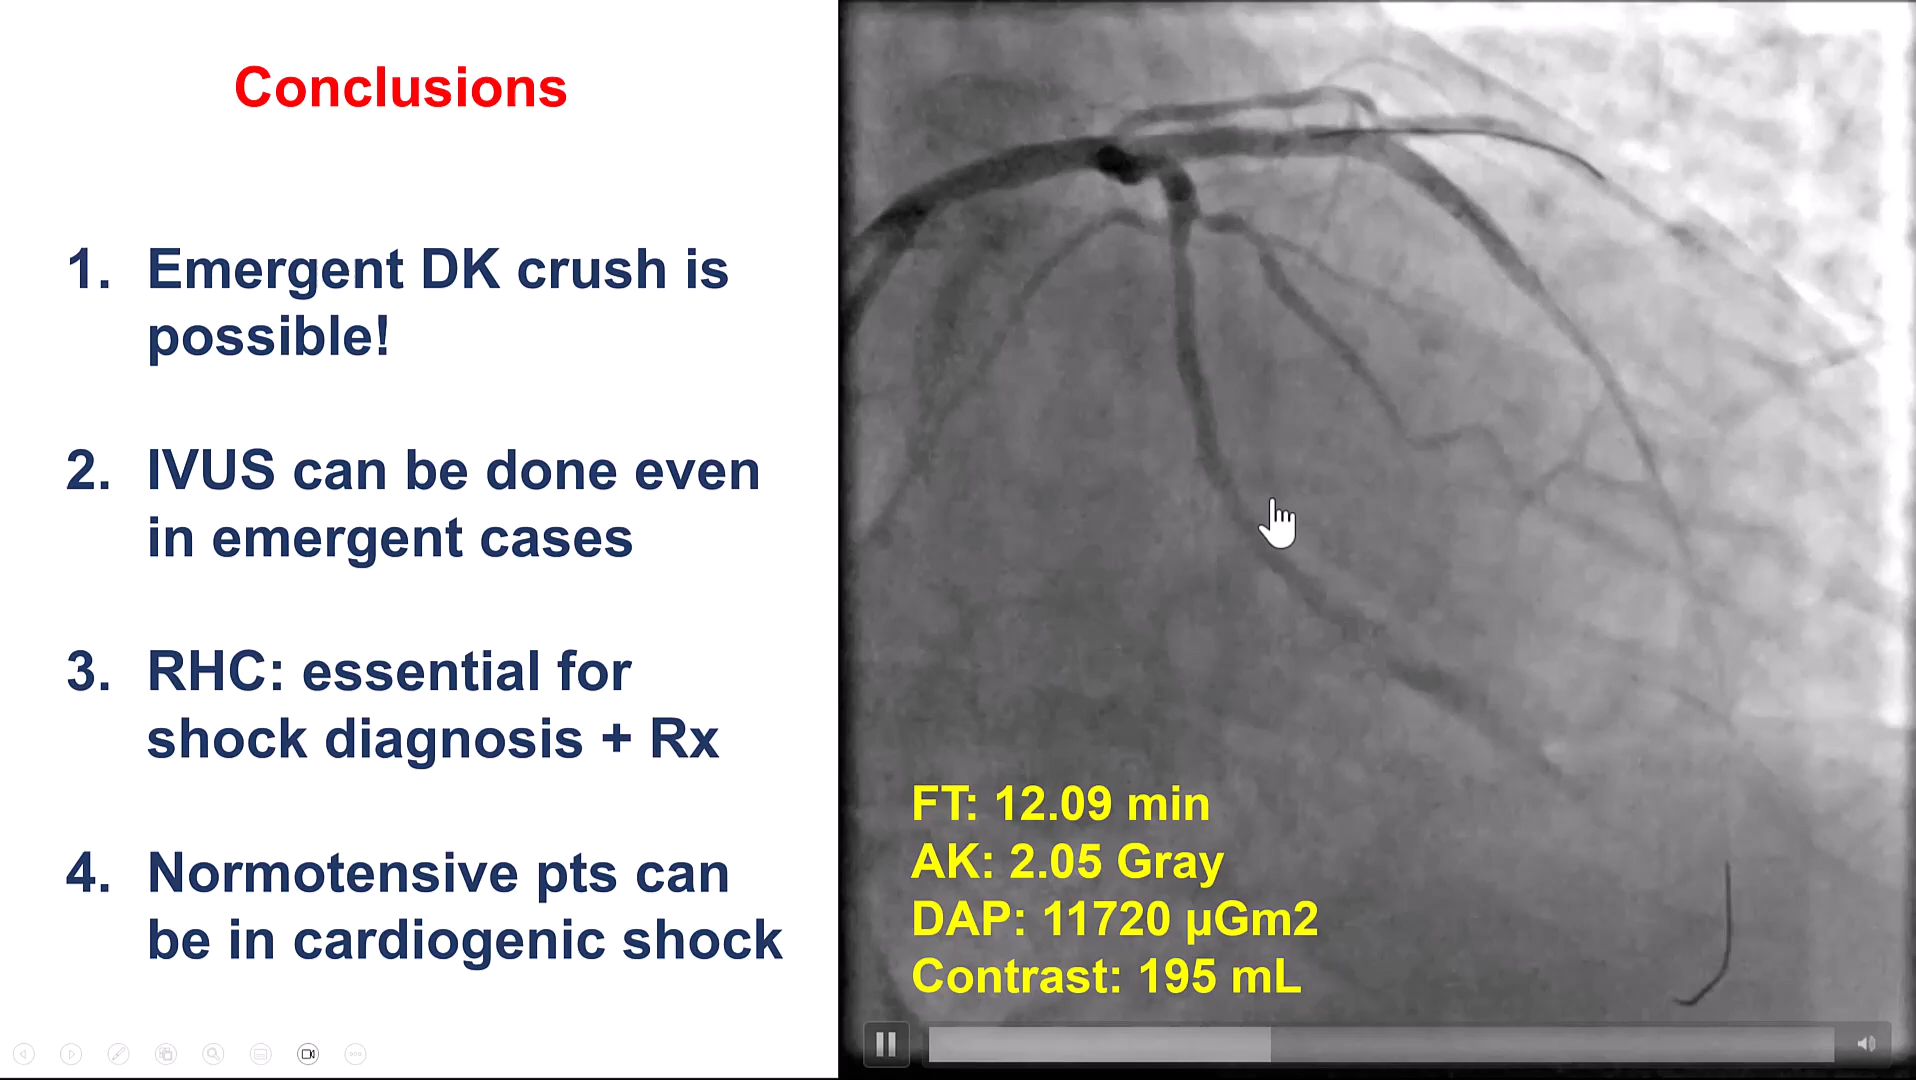 Conclusions
1. Emergent DK crush is
possible!
2. IVUS can be done even
in emergent cases
3. RHC: essential for
shock diagnosis + Rx
4. Normotensive pts can
be in cardiogenic shock
FT: 12.09 min
AK: 2.05 Gray
DAP: 11720 µGm2
Contrast: 195 mL